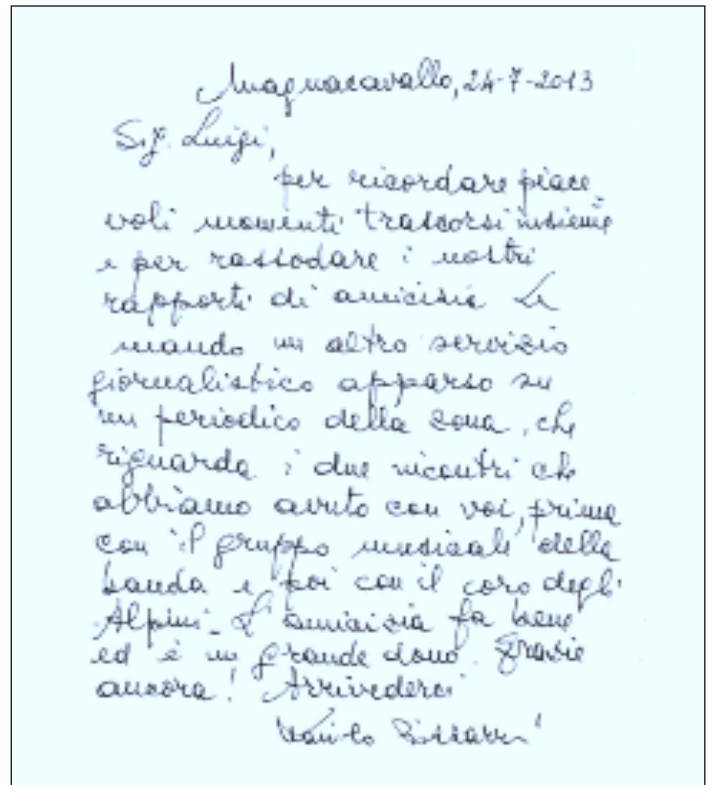 Magnacavallo, 24-7-2013
Sig. Luigi,
per ricordare piace
voli momenti trascorsi insieme
e per rassodare i nostri
rapporti di amicizia Le
mando un altro servizio
giornalistico apparso su
un periodico della zona, che
riguarda i due incontri che
abbiamo avuto con voi, prima
con il gruppo musicale della
banda e poi con il coro degli
Alpini. L'amicizia fa bene
ed è un grande dono. Grazie
ancora! Arrivederci